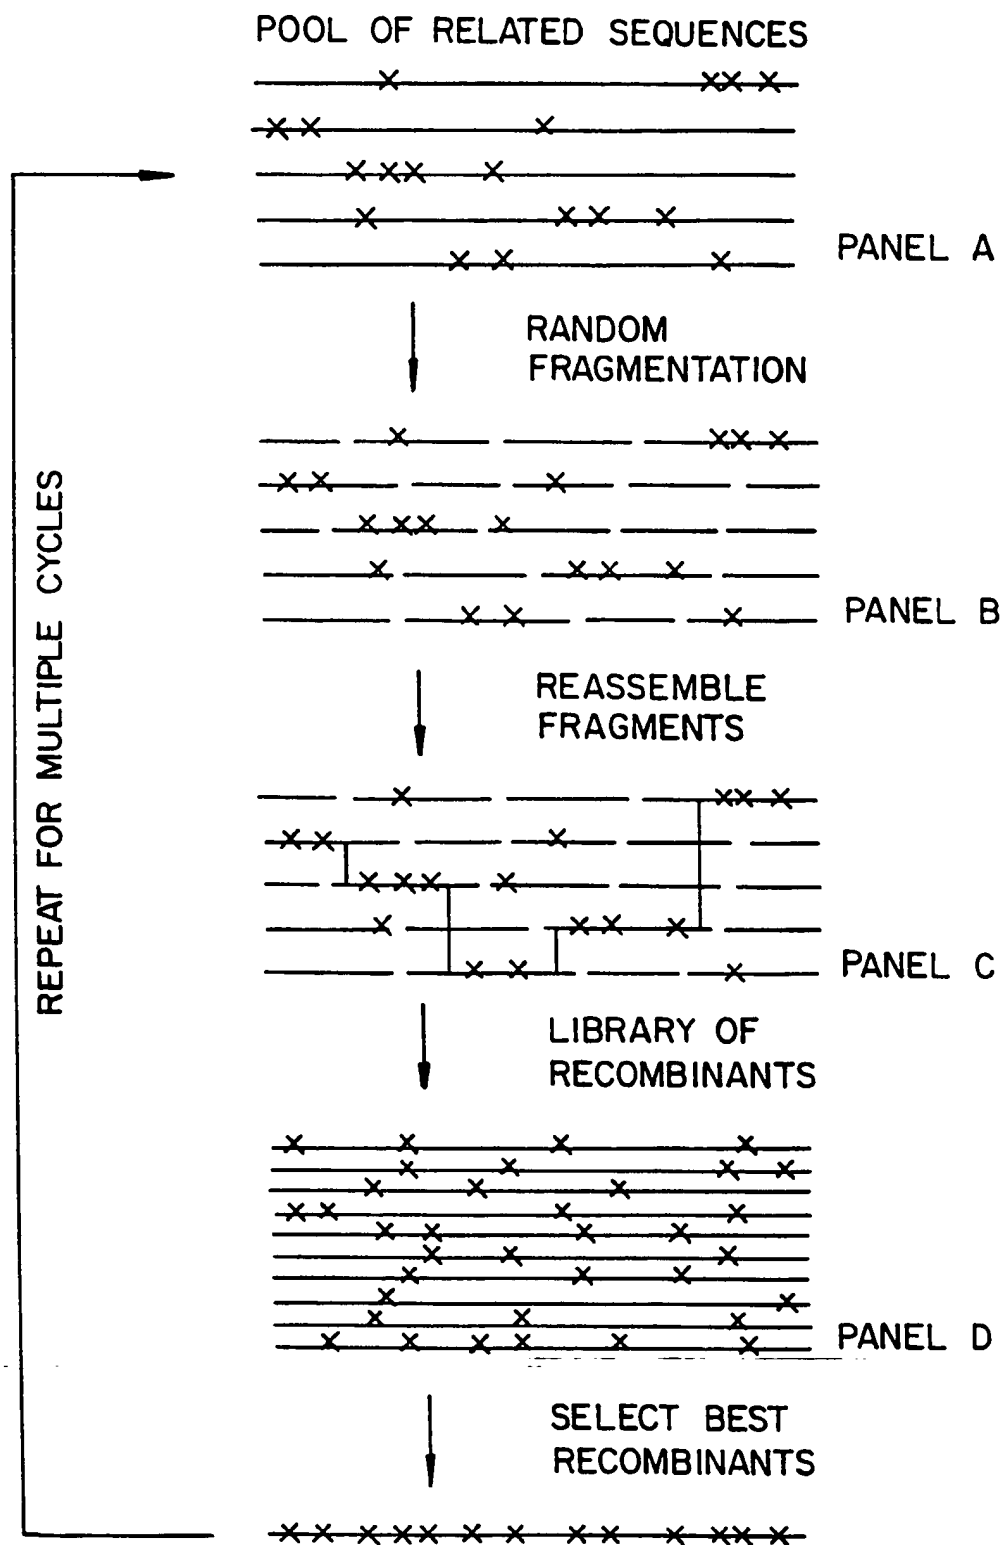 POOL OF RELATED SEQUENCES
PANEL A
RANDOM
FRAGMENTATION
PANEL B
REASSEMBLE
FRAGMENTS
PANEL C
LIBRARY OF
RECOMBINANTS
PANEL D
SELECT BEST
RECOMBINANTS
REPEAT FOR MULTIPLE CYCLES